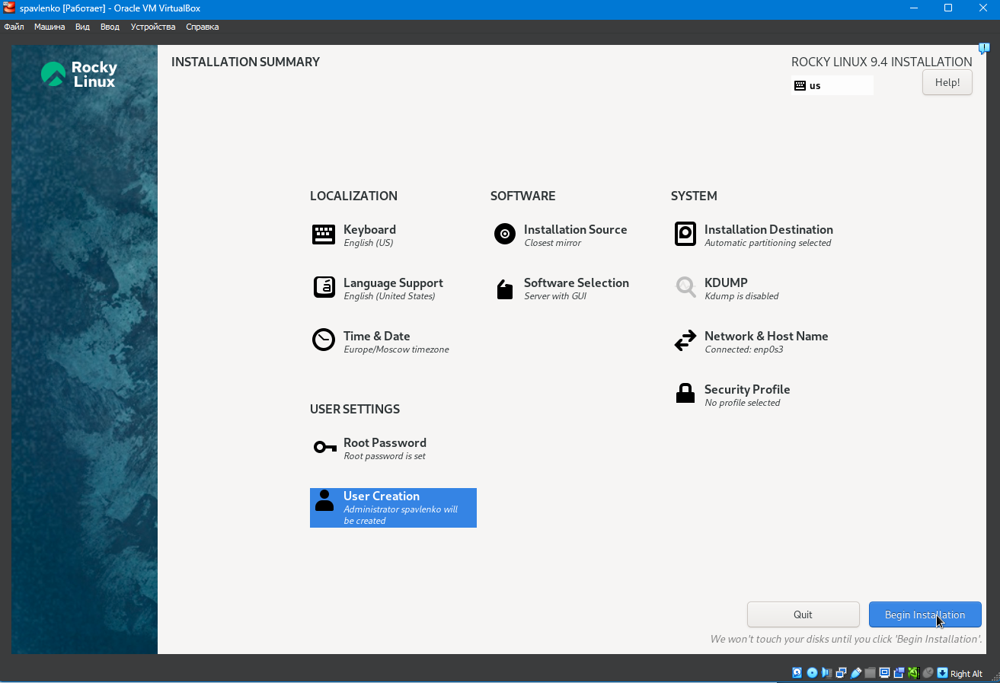 spavlenko [Работает] - Oracle VM VirtualBox
Файл Машина Вид Ввод Устройства Справка
Rocky
Linux
INSTALLATION SUMMARY
ROCKY LINUX 9.4 INSTALLATION
us
Help!
LOCALIZATION
Keyboard
English (US)
Language Support
English (United States)
Time & Date
Europe/Moscow timezone
SOFTWARE
Installation Source
Closest mirror
Software Selection
Server with GUI
SYSTEM
Installation Destination
Automatic partitioning selected
KDUMP
Kdump is disabled
Network & Host Name
Connected: enp0s3
Security Profile
No profile selected
USER SETTINGS
Root Password
Root password is set
User Creation
Administrator spavlenko will
be created
Quit
Begin Installation
We won't touch your disks until you click 'Begin Installation'.
Right Alt